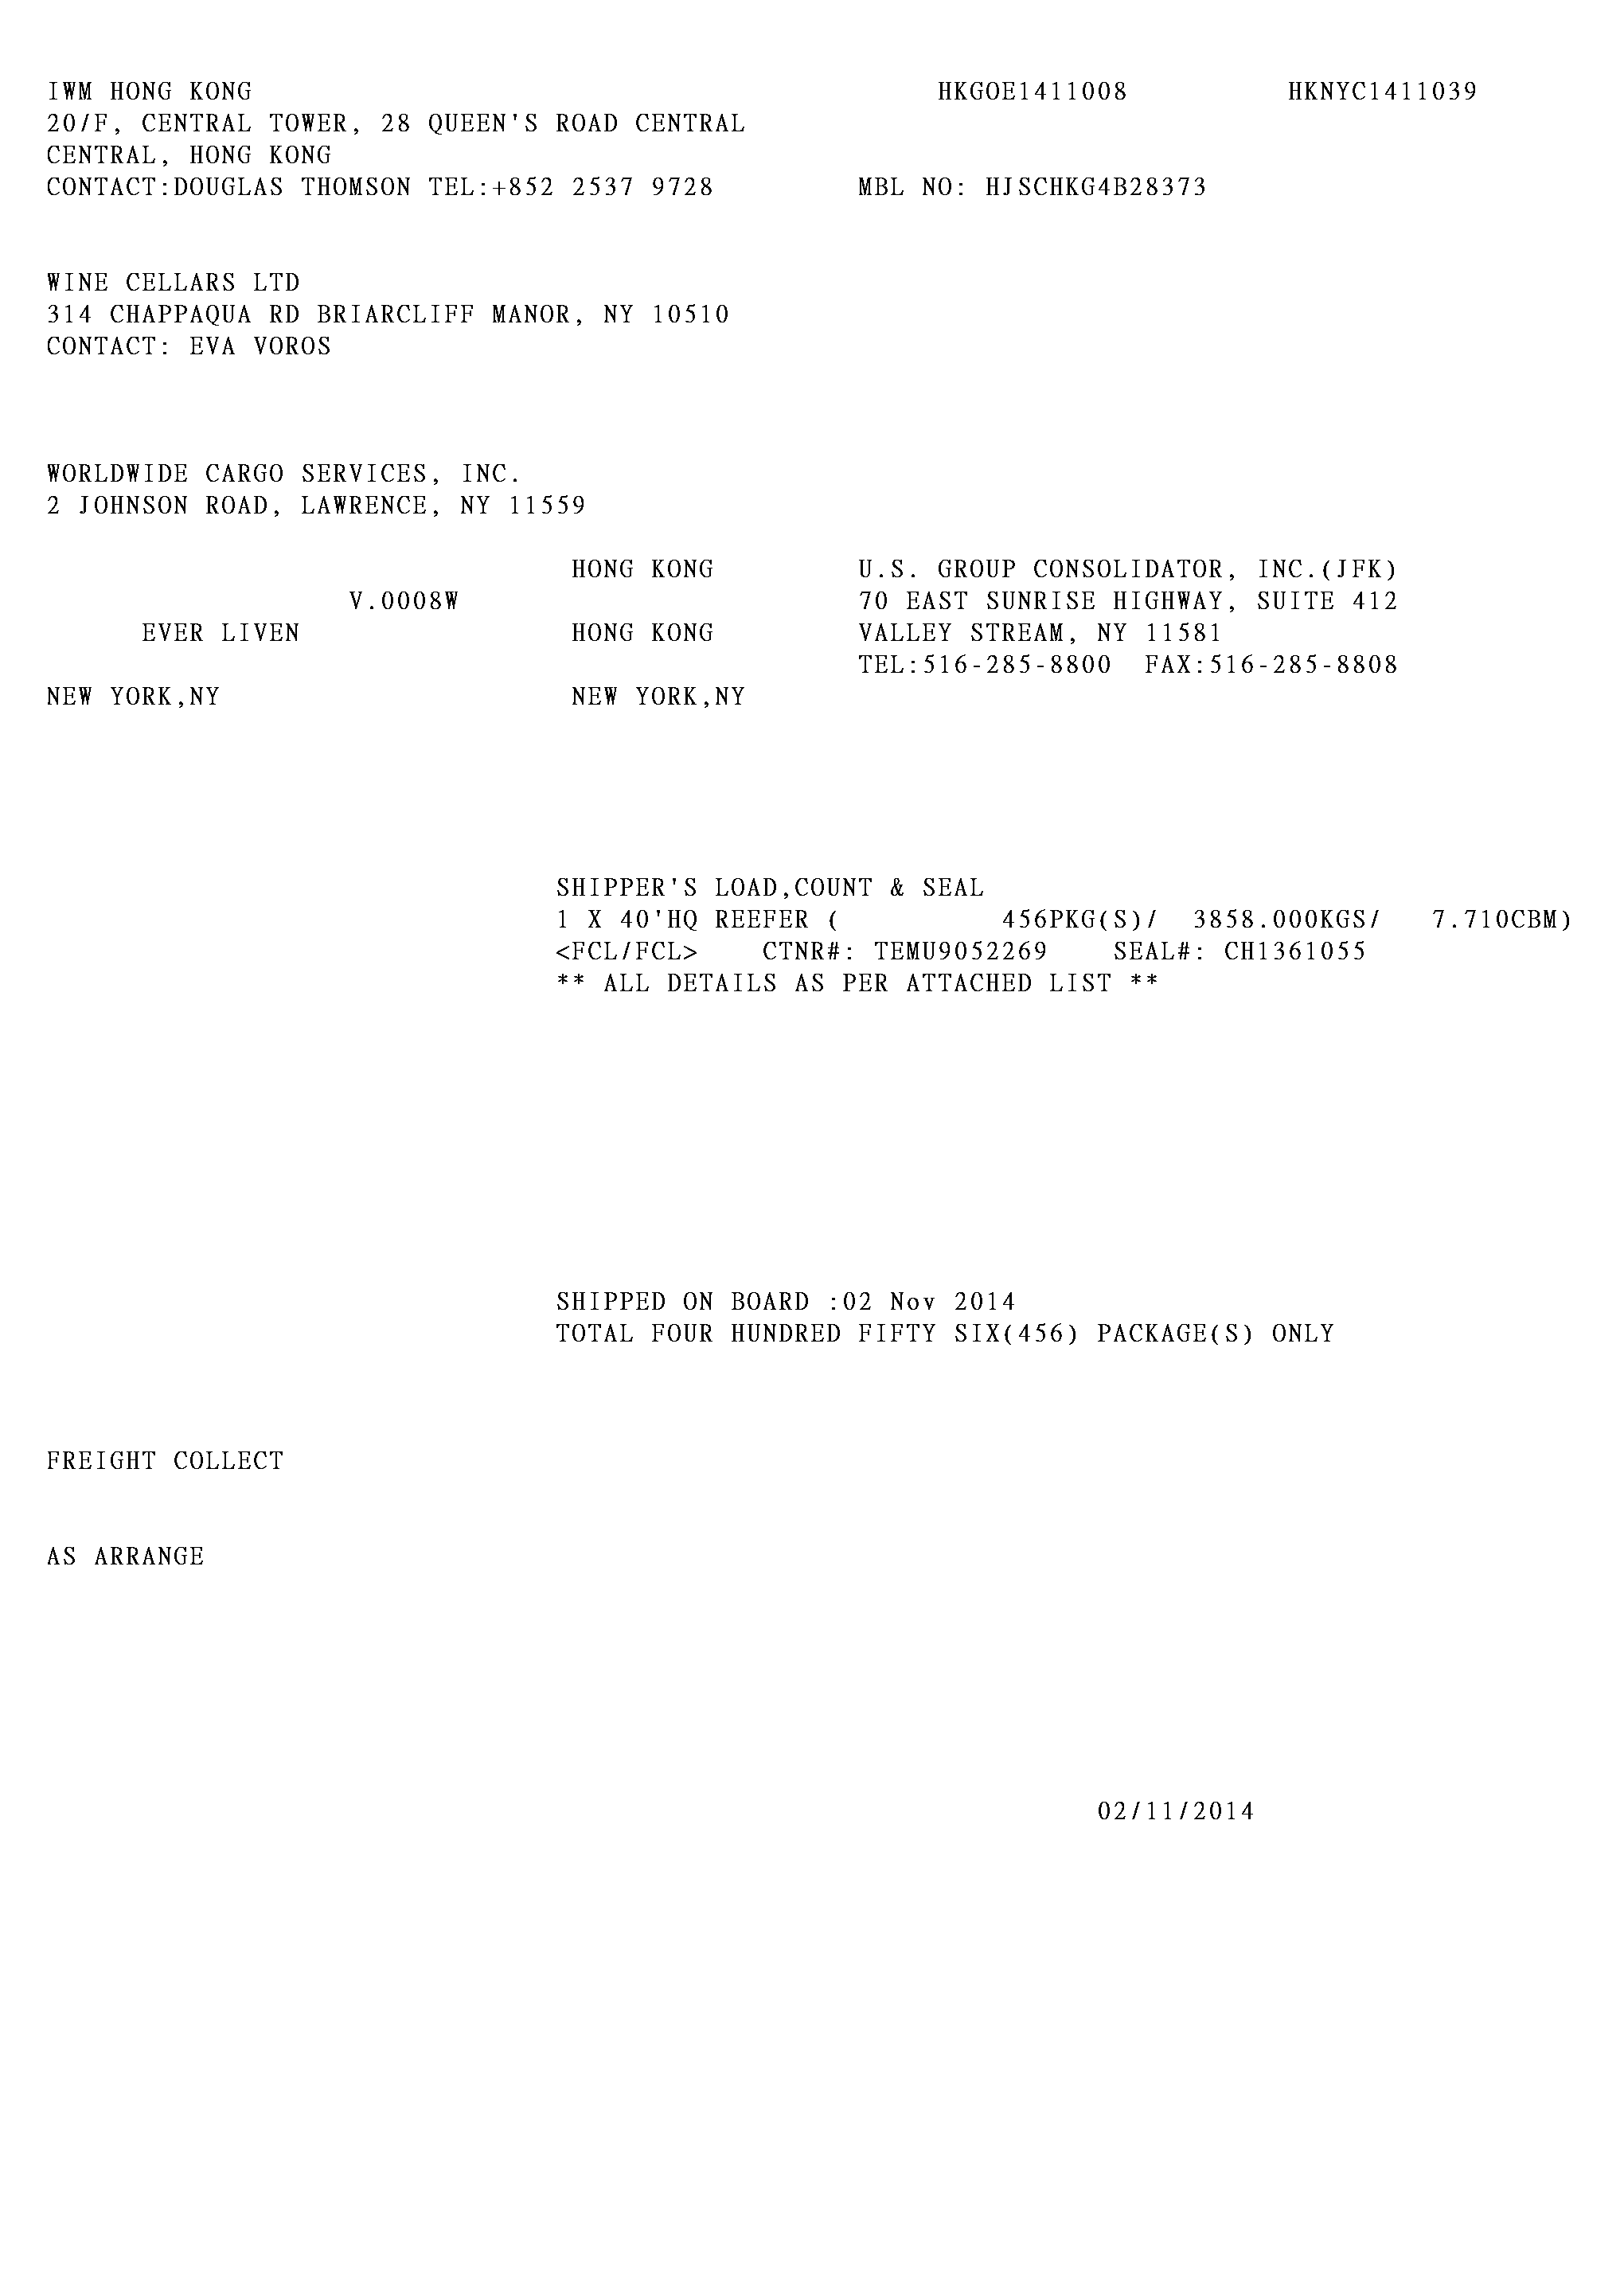 IWM HONG KONG HKGOE1411008 HKNYC1411039
20/F, CENTRAL TOWER, 28 QUEEN'S ROAD CENTRAL
CENTRAL, HONG KONG
CONTACT:DOUGLAS THOMSON TEL:+852 2537 9728 MBL NO: HJSCHKG4B28373
WINE CELLARS LTD
314 CHAPPAQUA RD BRIARCLIFF MANOR, NY 10510
CONTACT: EVA VOROS
WORLDWIDE CARGO SERVICES, INC.
2 JOHNSON ROAD, LAWRENCE, NY 11559
HONG KONG U.S. GROUP CONSOLIDATOR, INC.(JFK)
V.0008W 70 EAST SUNRISE HIGHWAY, SUITE 412
EVER LIVEN HONG KONG VALLEY STREAM, NY 11581
TEL:516-285-8800 FAX:516-285-8808
NEW YORK,NY NEW YORK,NY
SHIPPER'S LOAD,COUNT & SEAL
1 X 40'HQ REEFER ( 456PKG(S)/ 3858.000KGS/ 7.710CBM)
<FCL/FCL> CTNR#: TEMU9052269 SEAL#: CH1361055
** ALL DETAILS AS PER ATTACHED LIST **
SHIPPED ON BOARD :02 Nov 2014
TOTAL FOUR HUNDRED FIFTY SIX(456) PACKAGE(S) ONLY
FREIGHT COLLECT
AS ARRANGE
02/11/2014